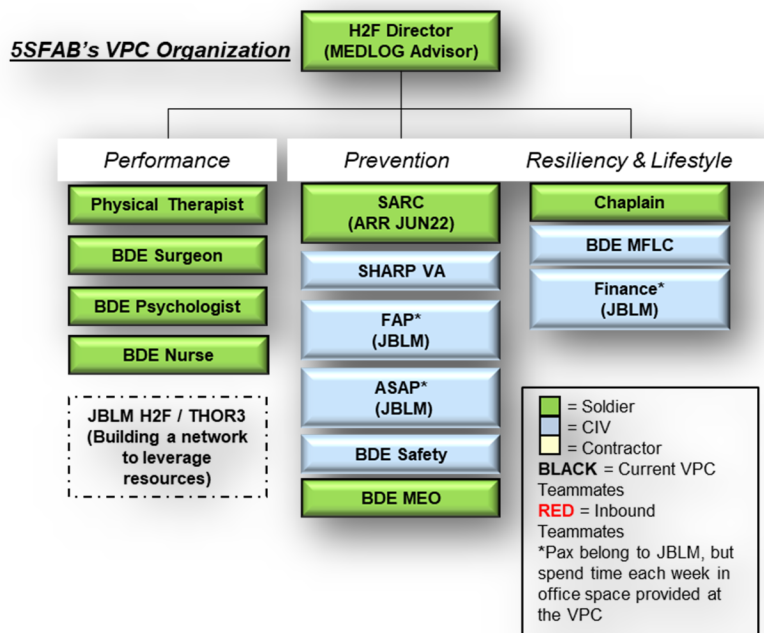 5SFAB's VPC Organization
H2F Director
(MEDLOG Advisor)
Performance
Physical Therapist
BDE Surgeon
BDE Psychologist
BDE Nurse
JBLM H2F / THOR3
(Building a network
to leverage
resources)
Prevention
SARC
(ARR JUN22)
SHARP VA
FAP*
(JBLM)
ASAP*
(JBLM)
BDE Safety
BDE MEO
Resiliency & Lifestyle
Chaplain
BDE MFLC
Finance*
(JBLM)
= Soldier
= CIV
= Contractor
BLACK = Current VPC
Teammates
RED = Inbound
Teammates
*Pax belong to JBLM, but
spend time each week in
office space provided at
the VPC